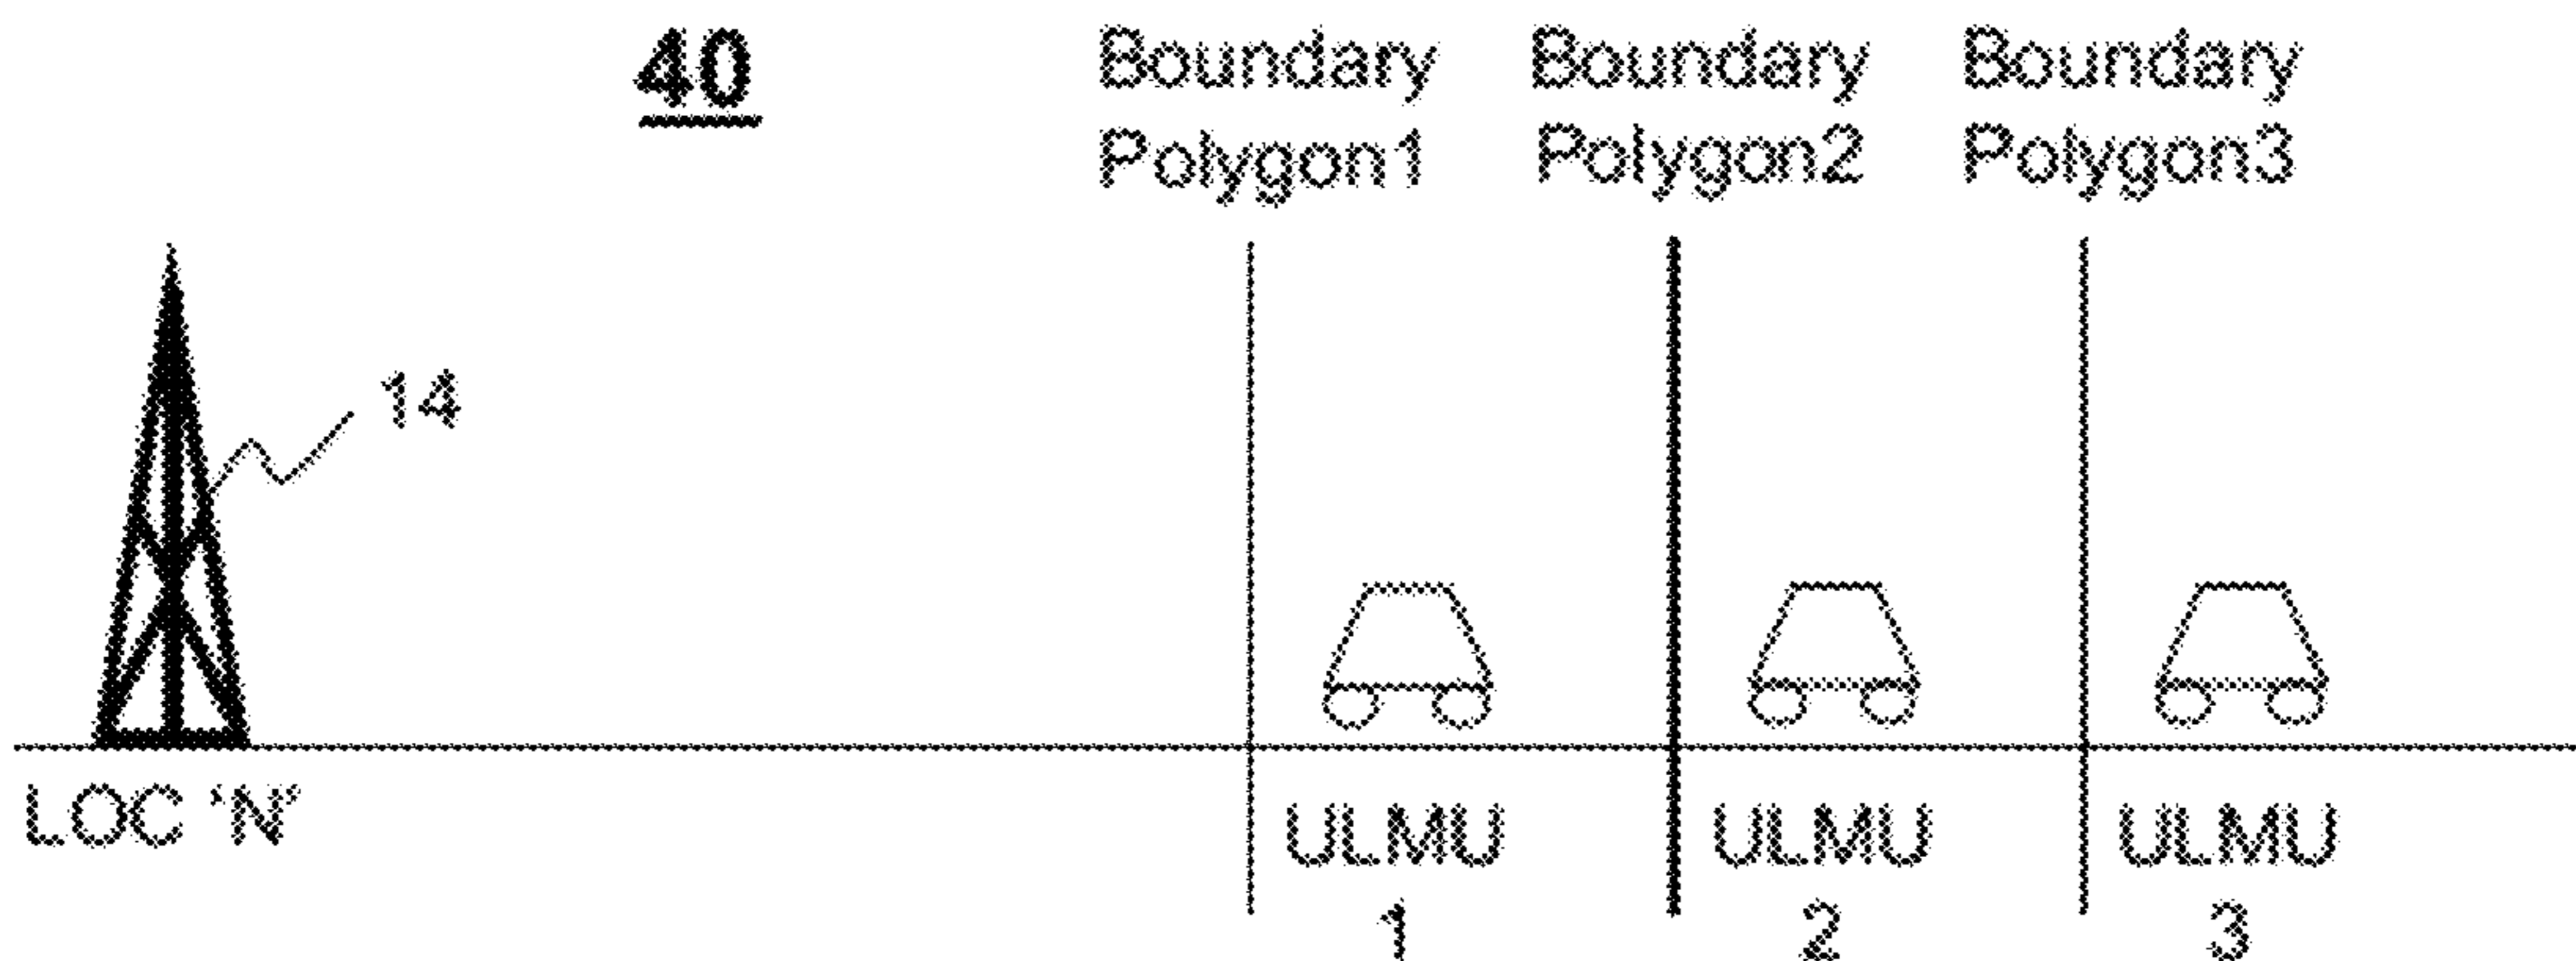 40
Boundary Polygon1
Boundary Polygon2
Boundary Polygon3
14
LOC 'N'
ULMU 1
ULMU 2
ULMU 3